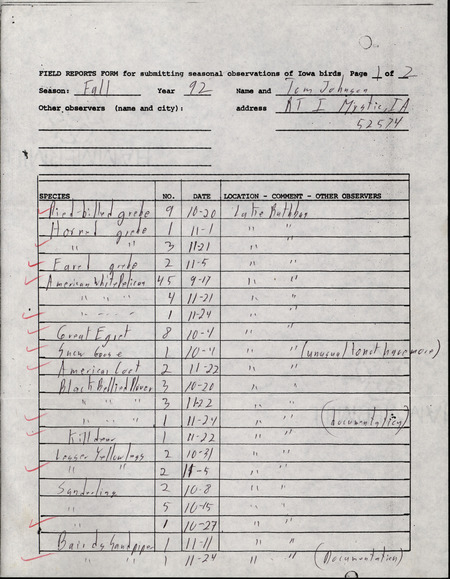 FIELD REPORTS FORM for submitting seasonal observations of Iowa birds Page 1 of 2
Season: Fall Year 92 Name and Tom Johnson
Other observers (name and city): address RT 1 Mystic, IA
52574
SPECIES NO. DATE LOCATION - COMMENT - OTHER OBSERVERS
Pied-billed grebe 9 10-20 Lake Rathbun
Horned grebe 1 11-1 " "
" " 3 11-21 " "
Eared grebe 2 11-5 " "
American White Pelican 45 9-17 " "
" " " 4 11-21 " "
" " " 1 11-24 " "
Great Egret 8 10-4 " "
Snow Goose 1 10-4 " " (unusual to not have more)
American Coot 2 11-22 " "
Black Bellied Plover 3 10-20 " "
" " " 3 11-22 " "
" " " 1 11-24 " " (Documentation)
Killdeer 1 11-22 " "
Lesser Yellowlegs 2 10-31 " "
" " 2 11-5 " "
Sanderling 2 10-8 " "
5 10-15 " "
" 1 10-27 " "
Bairds Sandpiper 1 11-11 " "
" " 1 11-24 " " (Documentation)